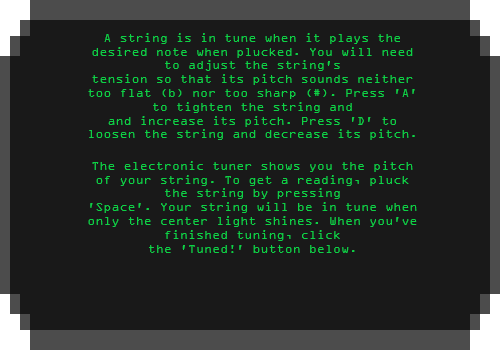 A string is in tune when it plays the
desired note when plucked. You will need
to adjust the string's
tension so that its pitch sounds neither
too flat (b) nor too sharp (#). Press 'A'
to tighten the string and
and increase its pitch. Press 'D' to
loosen the string and decrease its pitch.
The electronic tuner shows you the pitch
of your string. To get a reading, pluck
the string by pressing
'Space'. Your string will be in tune when
only the center light shines. When you've
finished tuning, click
the 'Tuned!' button below.